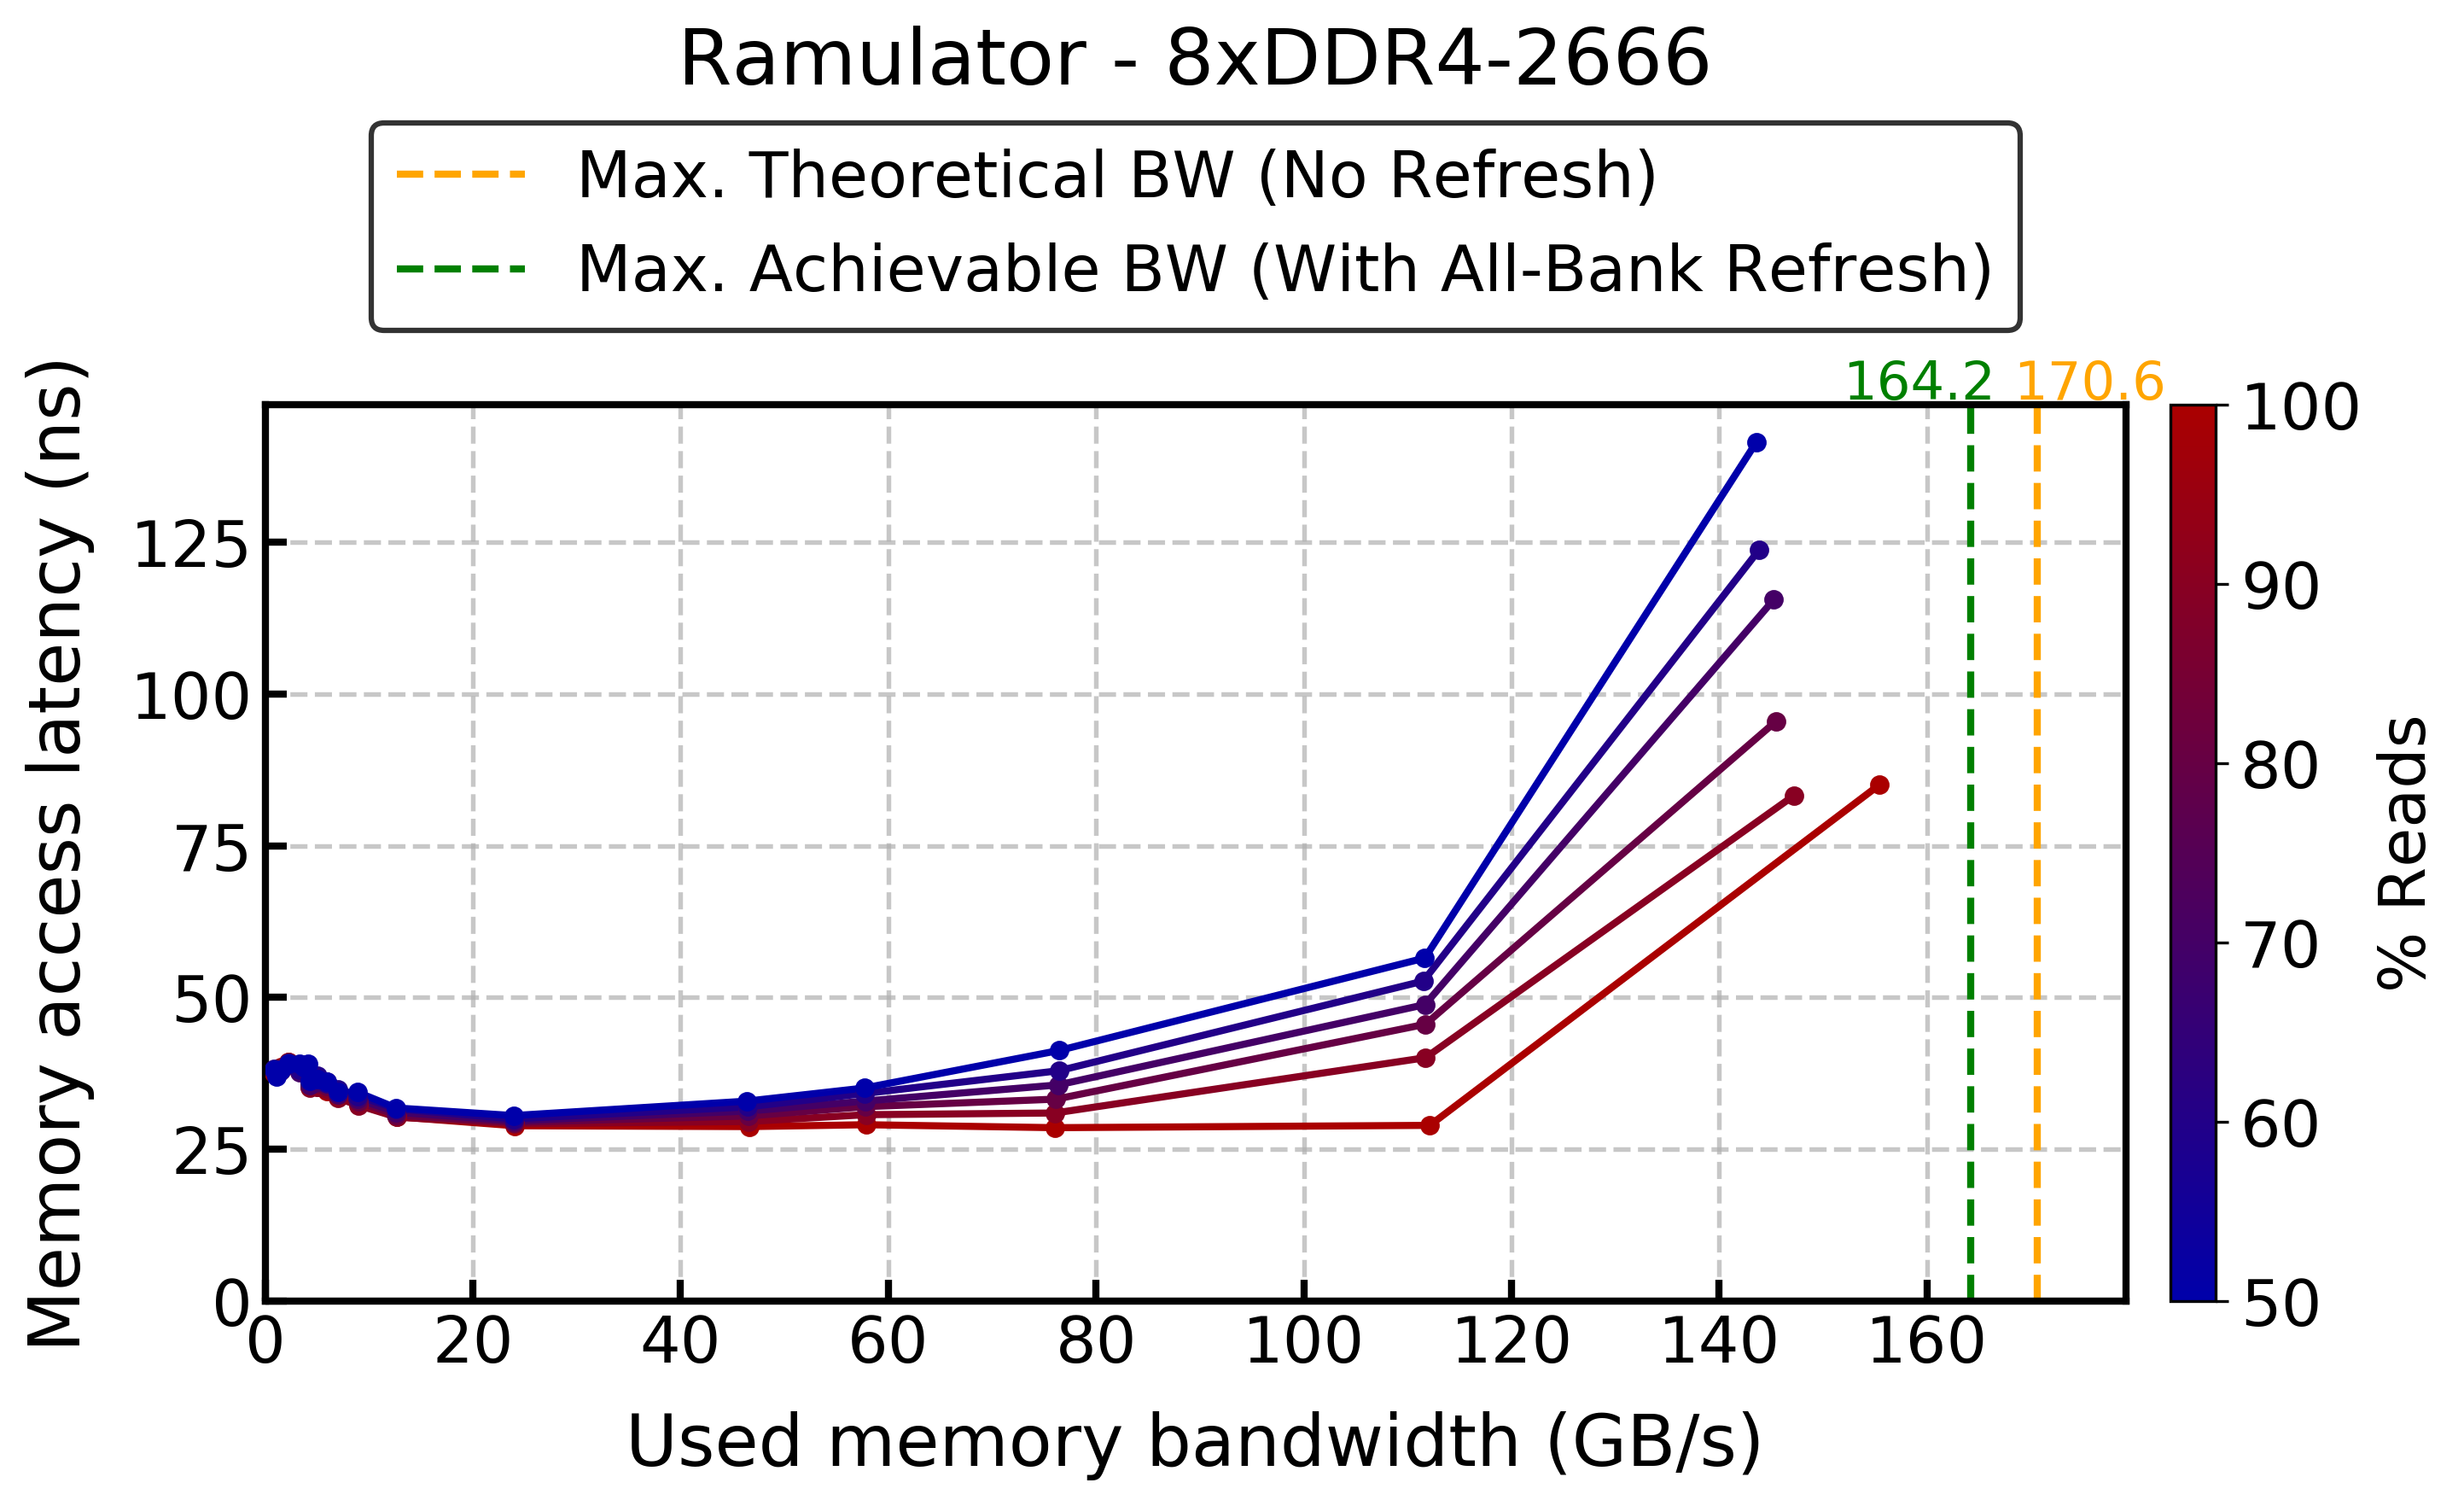 Ramulator - 8xDDR4-2666
Max. Theoretical BW (No Refresh)
Max. Achievable BW (With All-Bank Refresh)
164.2 170.6
Memory access latency (ns)
125
100
75
50
25
0
0 20 40 60 80 100 120 140 160
Used memory bandwidth (GB/s)
100
90
80
70
60
50
% Reads